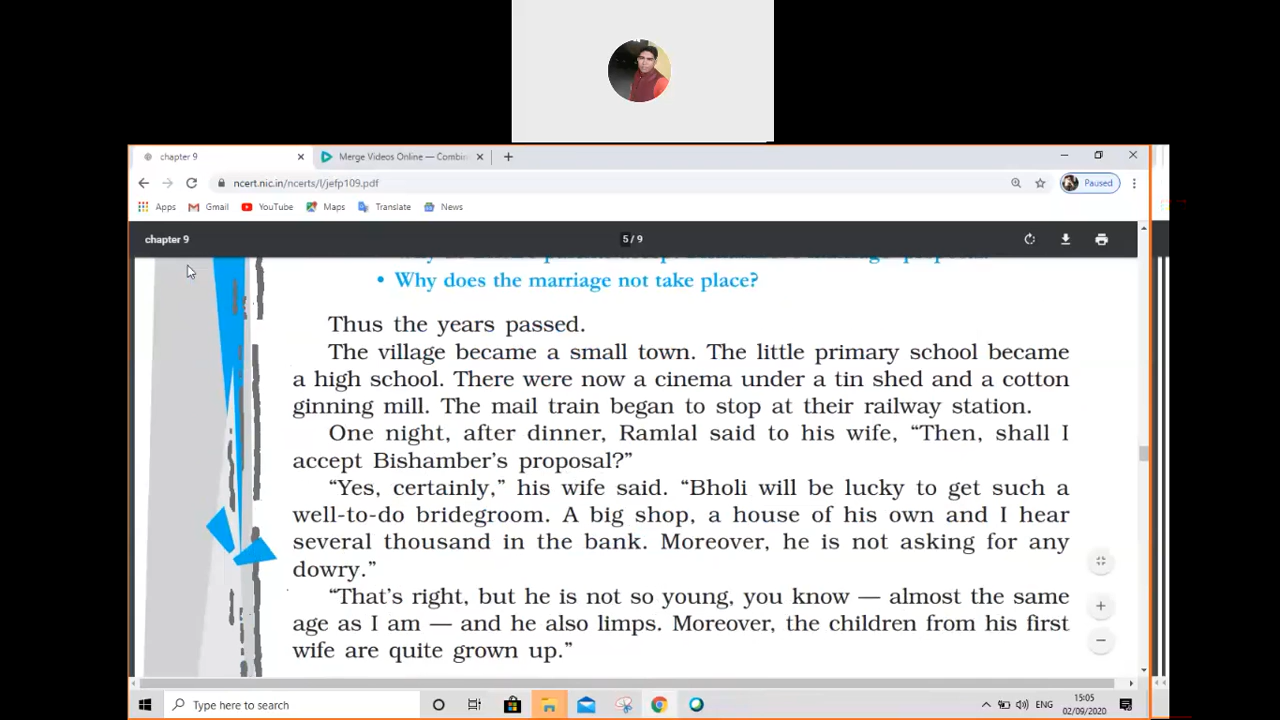 chapter 9
Merge Videos Online — Combin
ncert.nic.in/ncerts/l/jefp109.pdf
Paused
Apps
Gmail
YouTube
Maps
Translate
News
chapter 9
5 / 9
• Why does the marriage not take place?
Thus the years passed.
The village became a small town. The little primary school became
a high school. There were now a cinema under a tin shed and a cotton
ginning mill. The mail train began to stop at their railway station.
One night, after dinner, Ramlal said to his wife, “Then, shall I
accept Bishamber’s proposal?”
“Yes, certainly,” his wife said. “Bholi will be lucky to get such a
well-to-do bridegroom. A big shop, a house of his own and I hear
several thousand in the bank. Moreover, he is not asking for any
dowry.”
“That’s right, but he is not so young, you know — almost the same
age as I am — and he also limps. Moreover, the children from his first
wife are quite grown up.”
Type here to search
ENG
15:05
02/09/2020